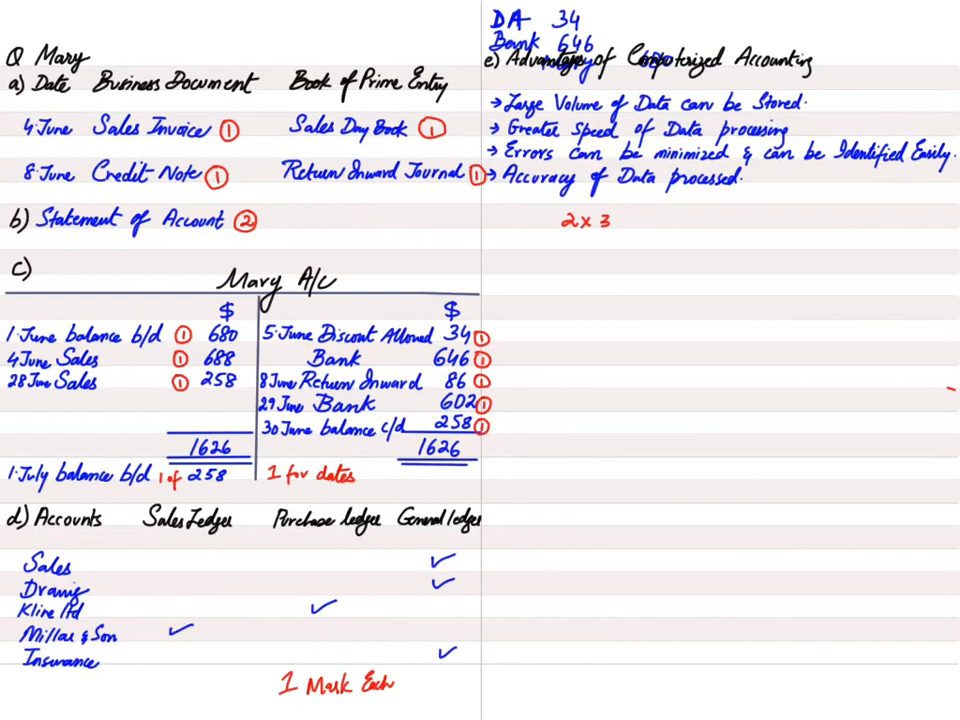 Q Mary
a) Date Business Document Book of Prime Entry
4 June Sales Invoice 1 Sales Day Book 1
8 June Credit Note 1 Return Inward Journal 1
b) Statement of Account 2
c)
Mary A/c
$ $
1 June balance b/d 1 680 5 June Discout Allowed 34 1
4 June Sales 1 688 Bank 646 1
28 June Sales 1 258 8 June Return Inward 86 1
29 June Bank 602 1
30 June balance c/d 258 1
1626 1626
1 July balance b/d 1 of 258 1 for dates
d) Accounts Sales Ledger Purchase ledger General ledger
Sales ✓
Drawig ✓
Kline ltd ✓
Millar & Son ✓
Insurance ✓
1 Mark Each
DA 34
Bank 646
e) Advantages of Computerized Accounting
→ Large Volume of Data can be Stored.
→ Greater Speed of Data processing
→ Errors can be minimized & can be Identified Easily.
→ Accuracy of Data processed.
2 x 3